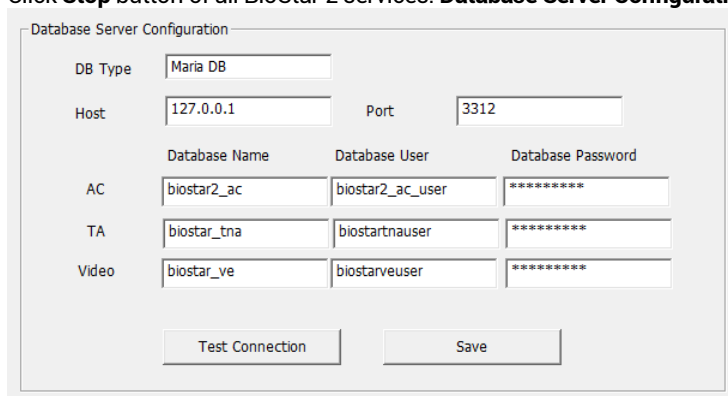 Click Stop button of all BioStar 2 services. Database Server Configurati
Database Server Configuration
DB Type Maria DB
Host 127.0.0.1 Port 3312
Database Name Database User Database Password
AC biostar2_ac biostar2_ac_user *********
TA biostar_tna biostartnauser *********
Video biostar_ve biostarveuser *********
Test Connection Save